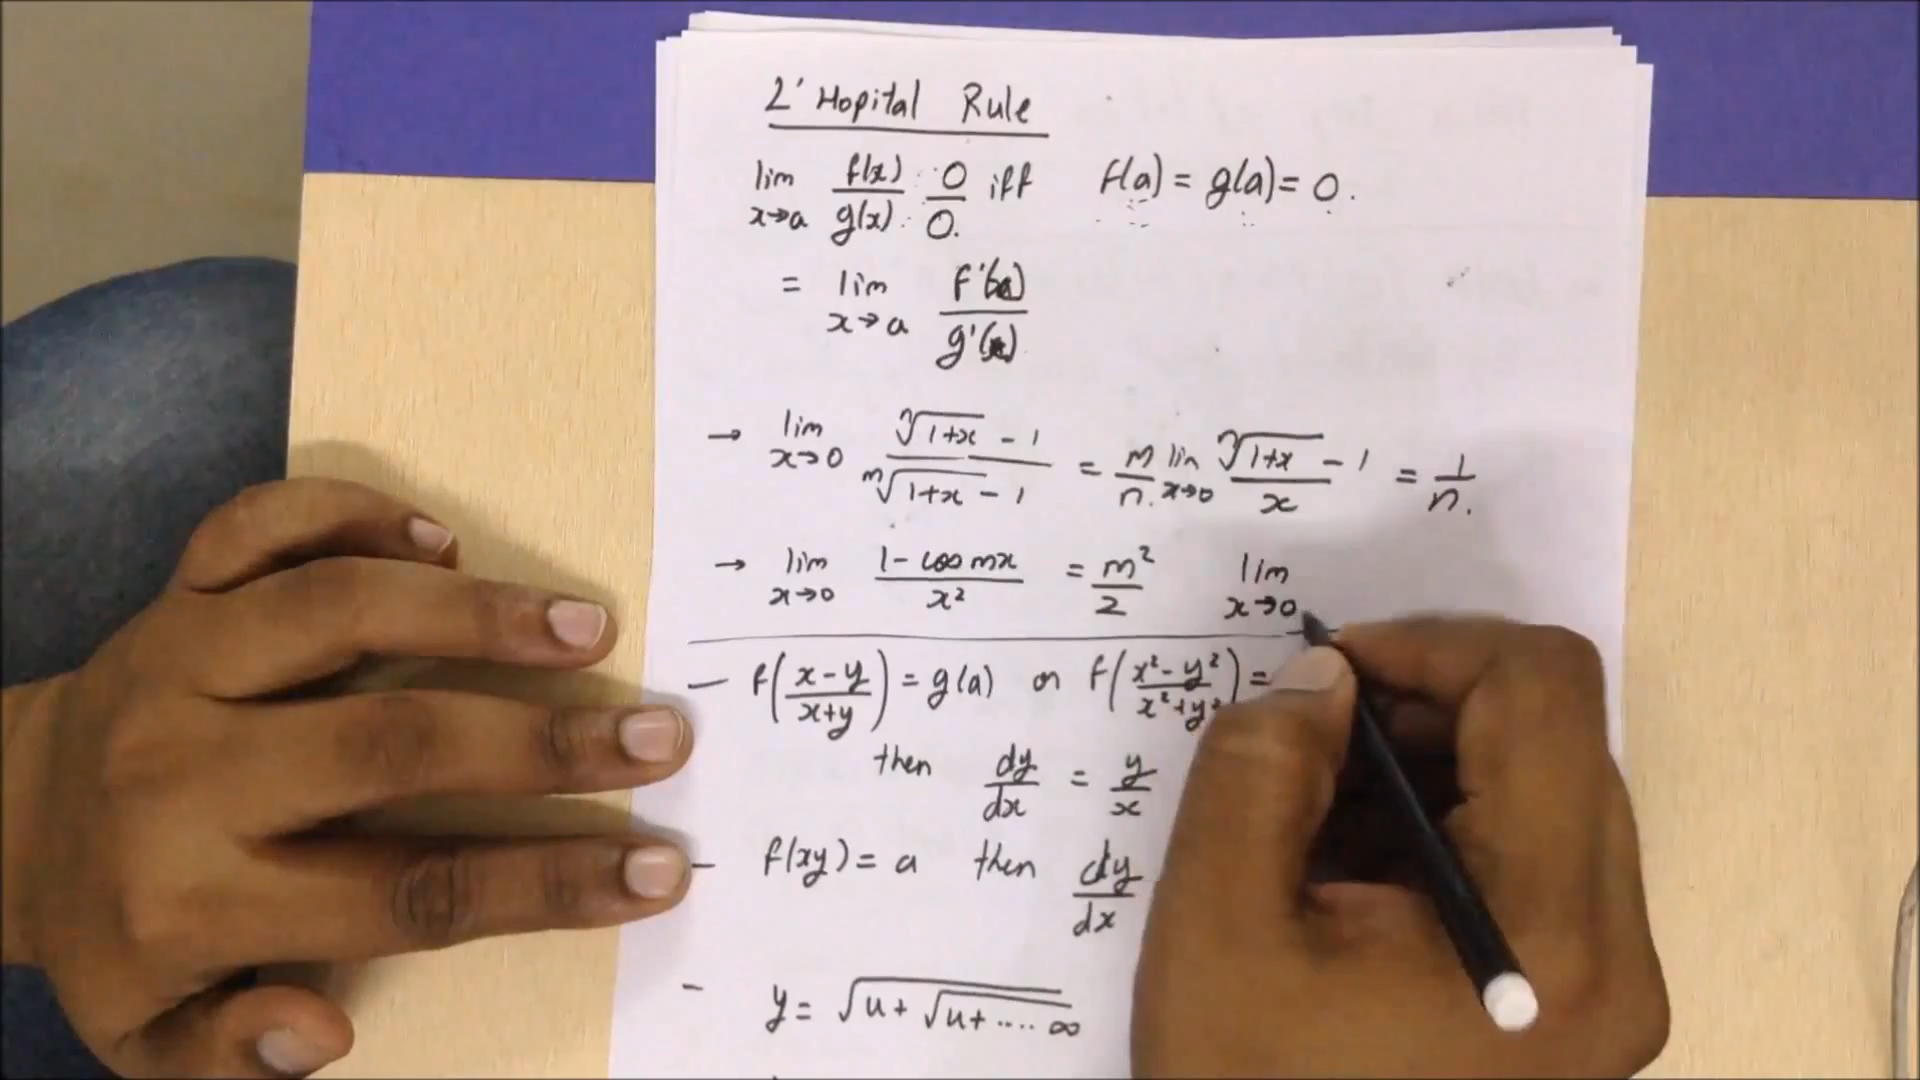 L'Hopital Rule
lim x→a f(x)/g(x) 0/0. iff f(a) = g(a) = 0.
= lim x→a f'(a)/g'(x)
→ lim x→0 (ⁿ√(1+x) - 1)/(ᵐ√(1+x) - 1) = m/n. lim x→0 (ⁿ√(1+x) - 1)/x = 1/n.
→ lim x→0 (1 - cos mx)/x² = m²/2 lim x→0
— f((x - y)/(x + y)) = g(a) or f((x² - y²)/(x² + y²)) =
then dy/dx = y/x
- f(xy) = a then dy/dx
- y = √(u + √(u + .... ∞